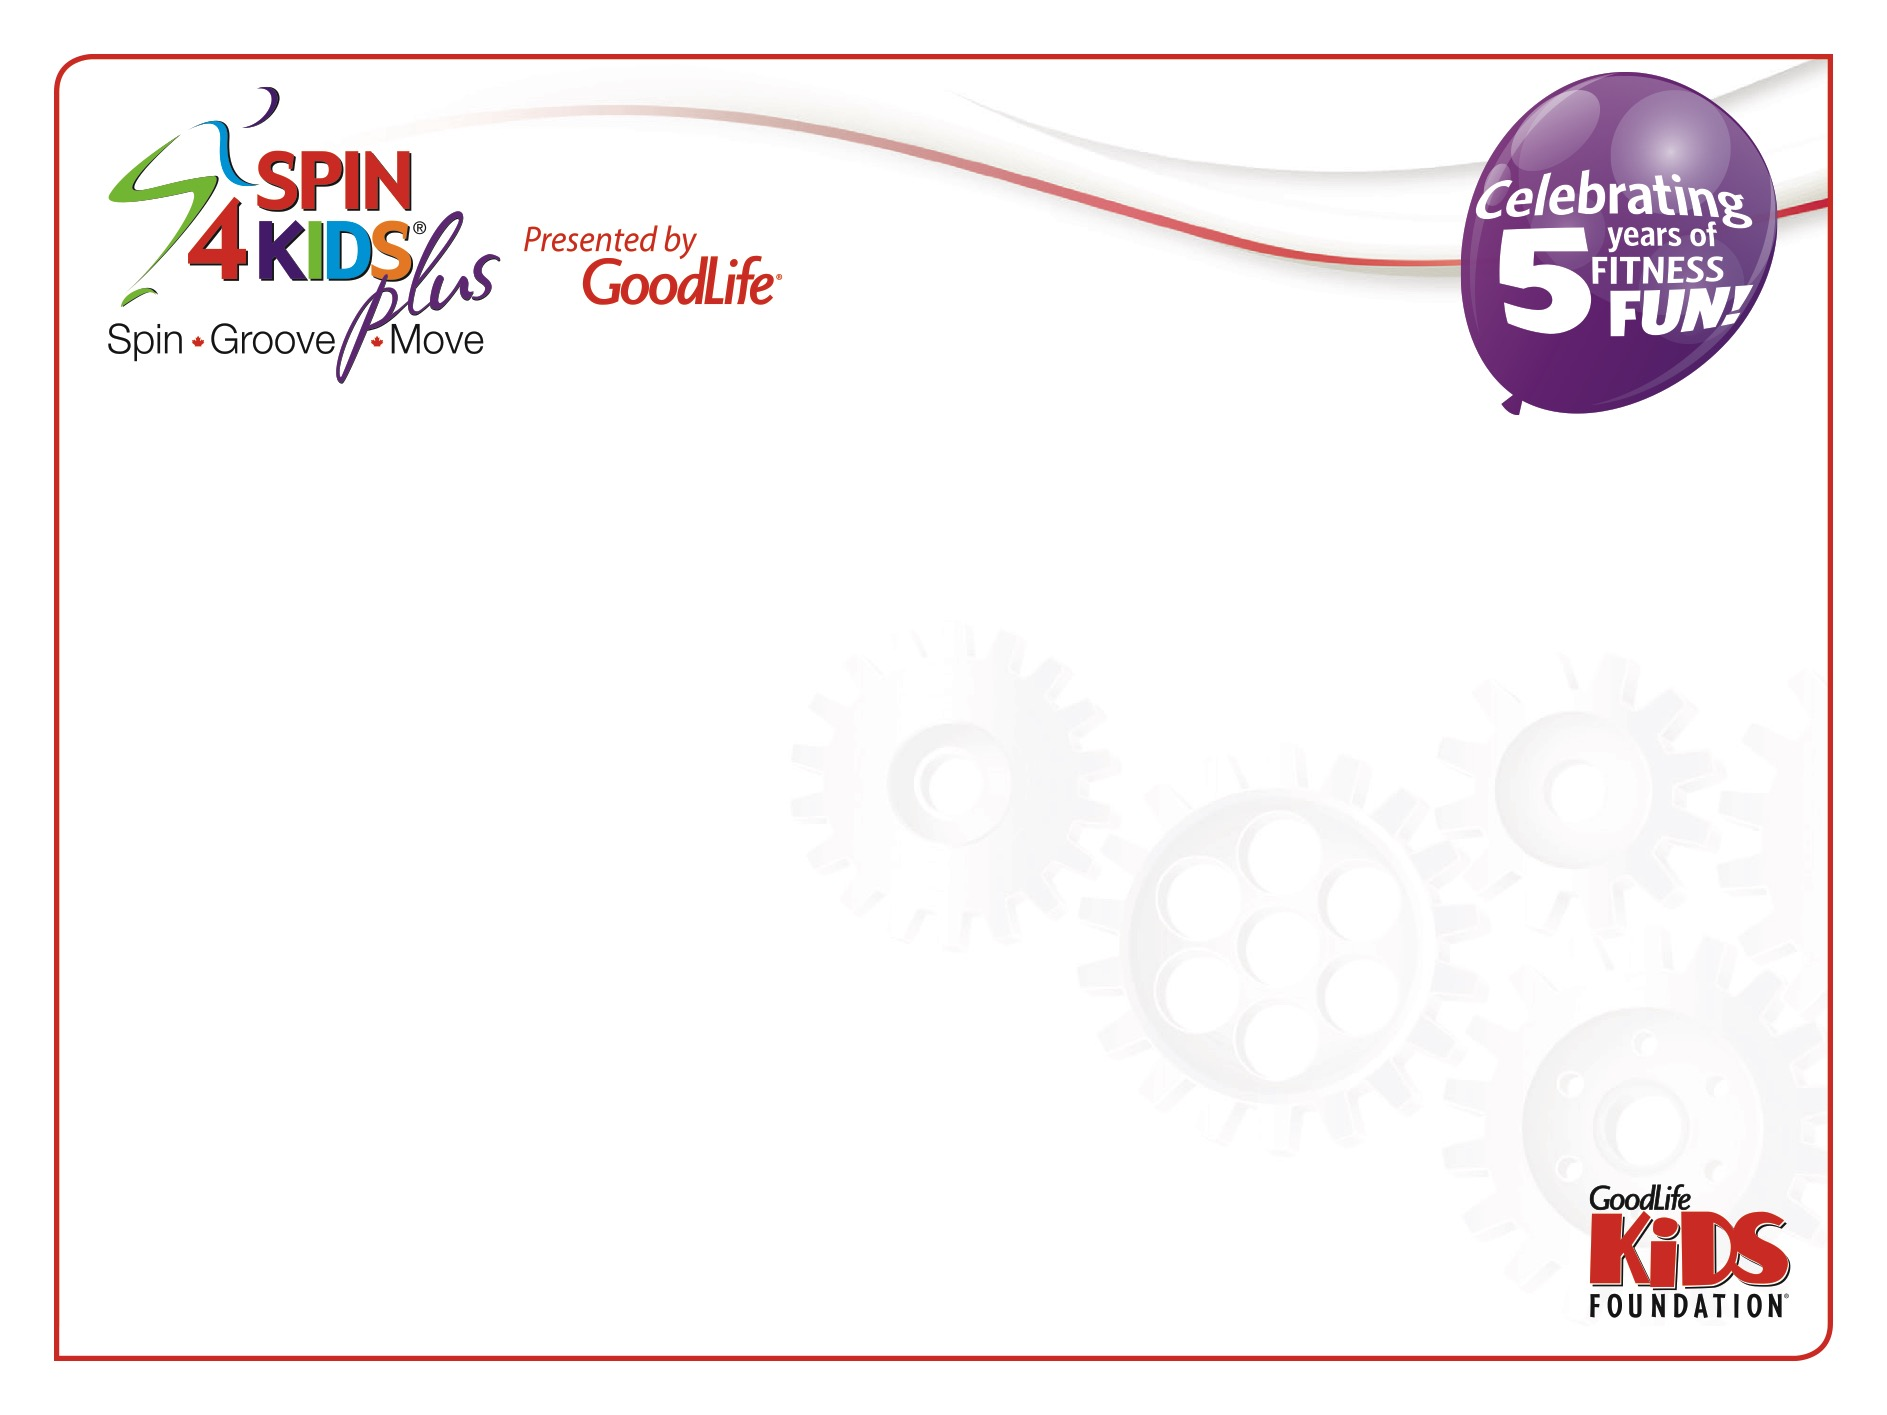 SPIN
4 KIDS® plus
Spin Groove Move
Presented by
GoodLife®
Celebrating
5 years of
FITNESS
FUN!
GoodLife
KiDS
FOUNDATION®